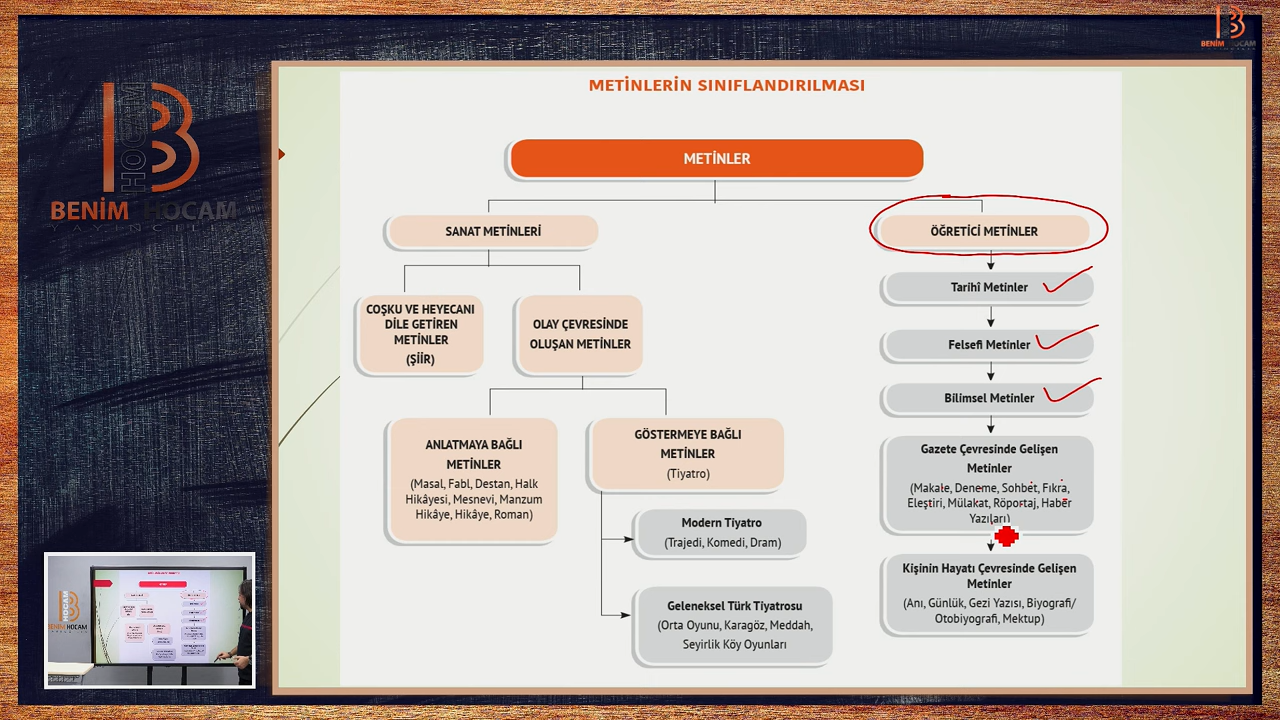 BENİM HOCAM
METİNLERİN SINIFLANDIRILMASI
BENİM HOCAM
YAYINCILIK
METİNLER
SANAT METİNLERİ
ÖĞRETİCİ METİNLER
COŞKU VE HEYECANI
DİLE GETİREN
METİNLER
(ŞİİR)
OLAY ÇEVRESİNDE
OLUŞAN METİNLER
ANLATMAYA BAĞLI
METİNLER
(Masal, Fabl, Destan, Halk
Hikâyesi, Mesnevi, Manzum
Hikâye, Hikâye, Roman)
GÖSTERMEYE BAĞLI
METİNLER
(Tiyatro)
Modern Tiyatro
(Trajedi, Komedi, Dram)
Geleneksel Türk Tiyatrosu
(Orta Oyunu, Karagöz, Meddah,
Seyirlik Köy Oyunları
Tarihî Metinler
Felsefi Metinler
Bilimsel Metinler
Gazete Çevresinde Gelişen
Metinler
(Makale, Deneme, Sohbet, Fıkra,
Eleştiri, Mülakat, Röportaj, Haber
Yazıları)
Kişinin Hayatı Çevresinde Gelişen
Metinler
(Anı, Günlük, Gezi Yazısı, Biyografi/
Otobiyografi, Mektup)